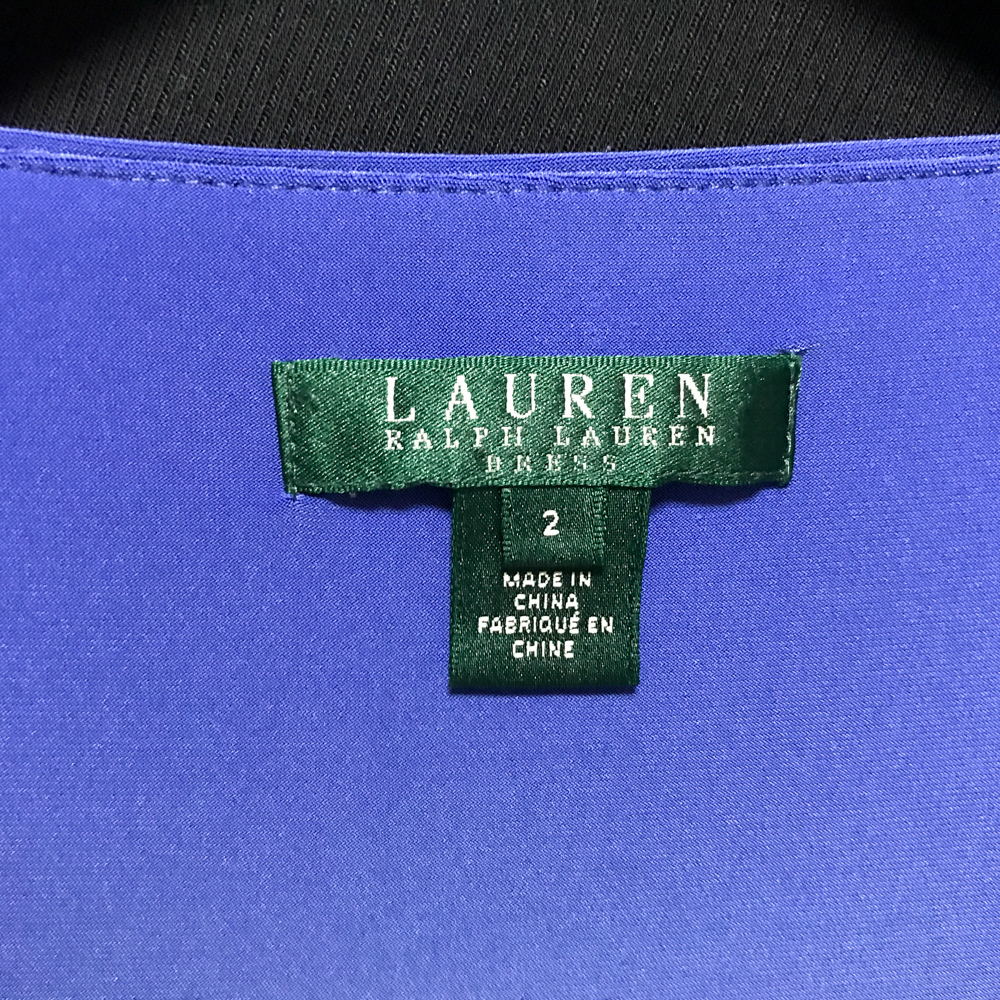 LAUREN
RALPH LAUREN
DRESS
2
MADE IN
CHINA
FABRIQUÉ EN
CHINE